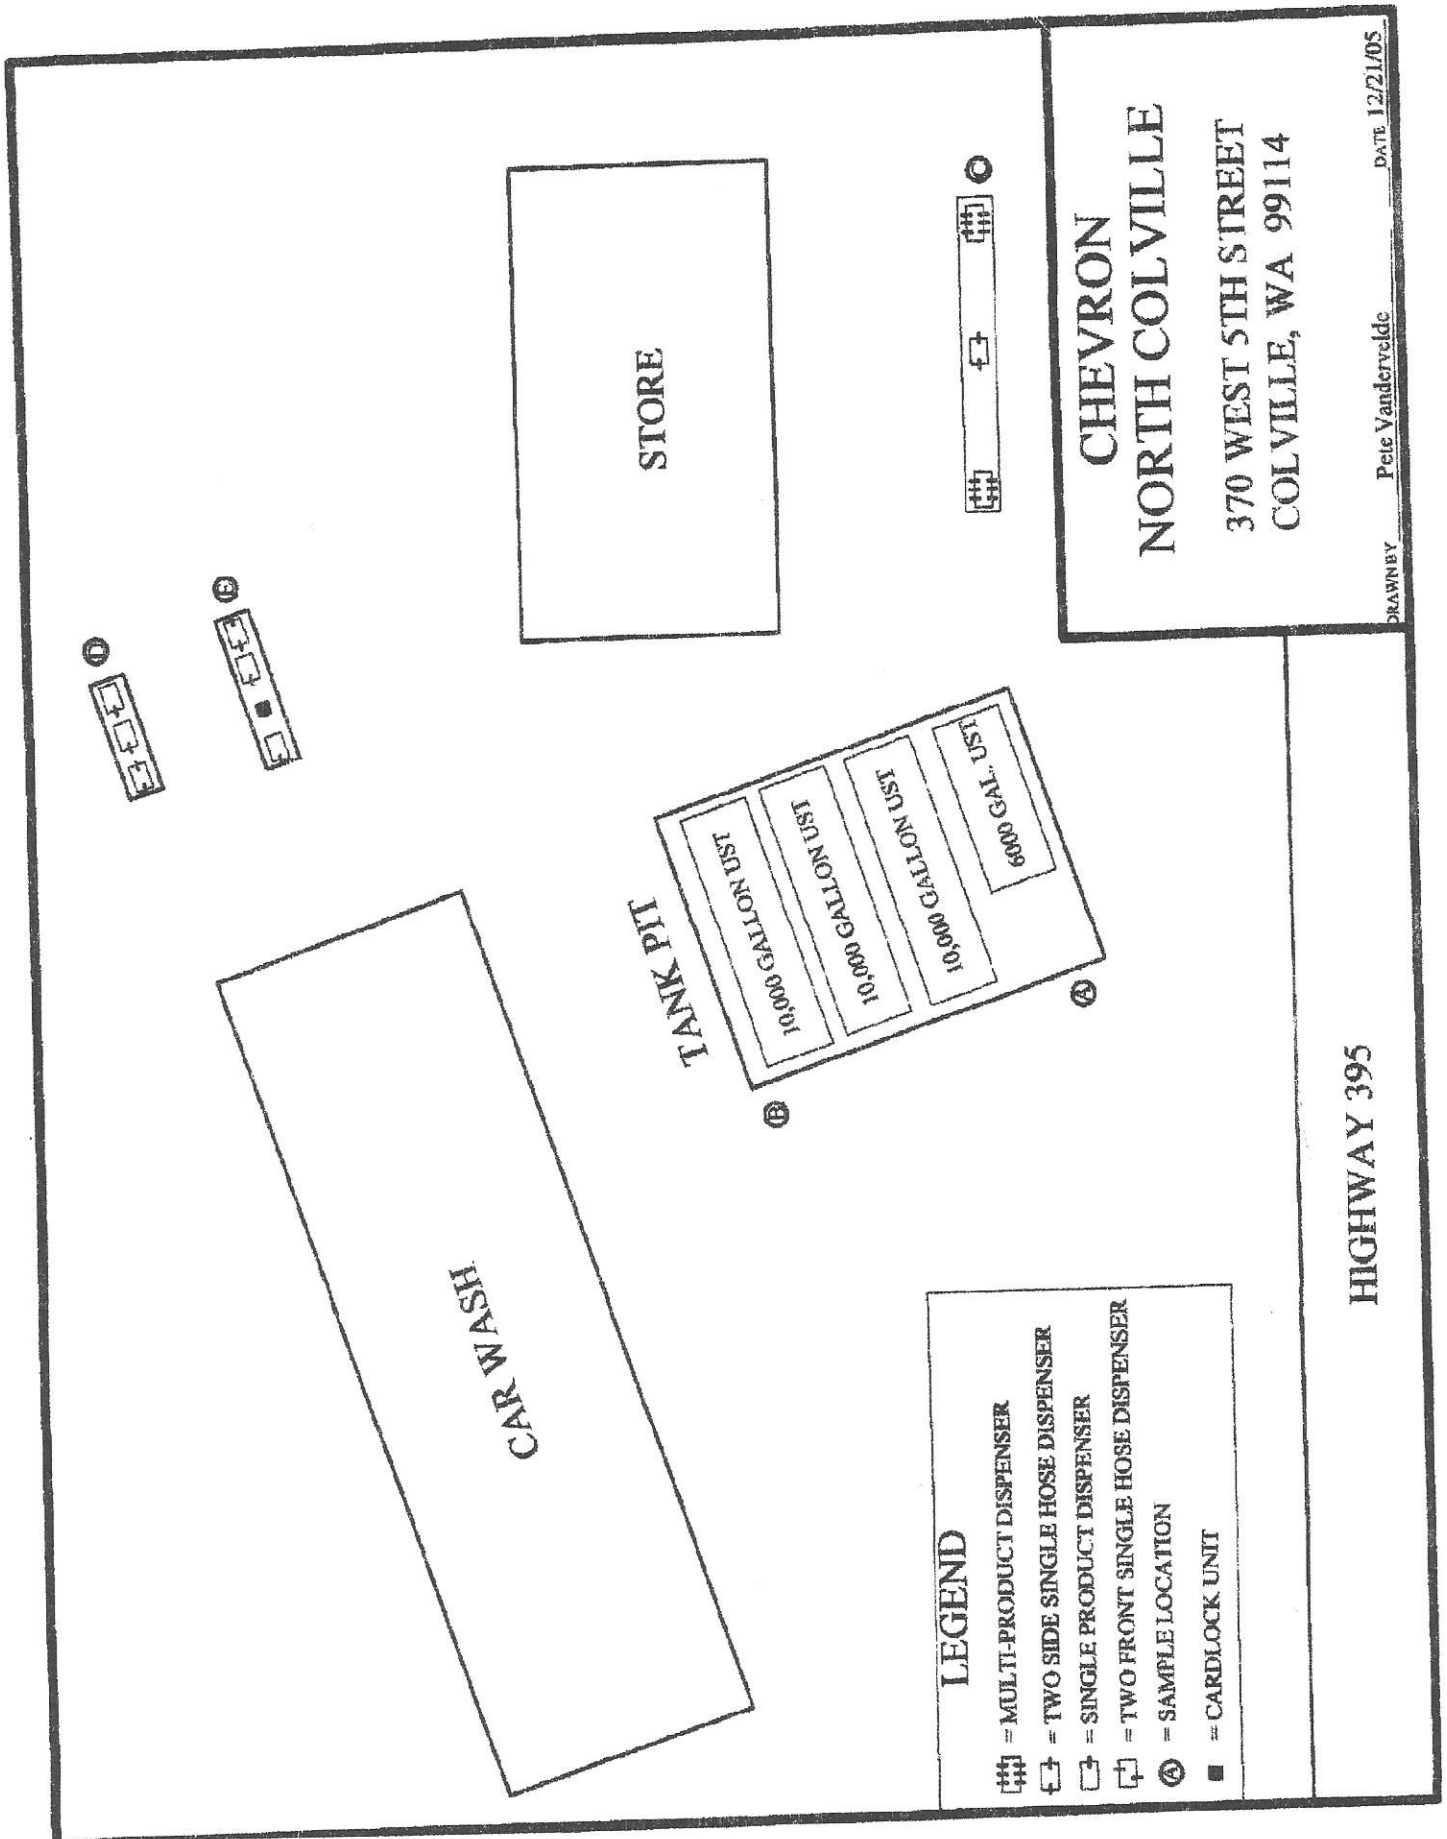 CAR WASH
TANK PIT
10,000 GALLON UST
10,000 GALLON UST
10,000 GALLON UST
6000 GAL. UST
STORE
D
E
B
A
C
LEGEND
= MULTI-PRODUCT DISPENSER
= TWO SIDE SINGLE HOSE DISPENSER
= SINGLE PRODUCT DISPENSER
= TWO FRONT SINGLE HOSE DISPENSER
A = SAMPLE LOCATION
= CARDLOCK UNIT
HIGHWAY 395
CHEVRON
NORTH COLVILLE
370 WEST 5TH STREET
COLVILLE, WA 99114
DRAWN BY Pete Vandervelde DATE 12/21/05